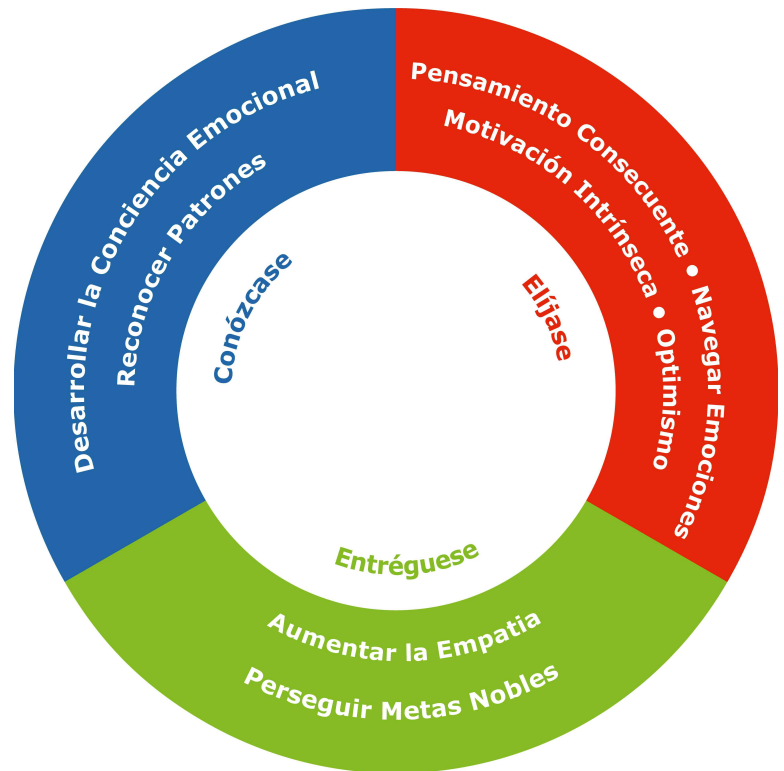 Desarrollar la Conciencia Emocional
Reconocer Patrones
Conózcase
Pensamiento Consecuente • Navegar Emociones
Motivación Intrínseca • Optimismo
Elíjase
Entréguese
Aumentar la Empatia
Perseguir Metas Nobles